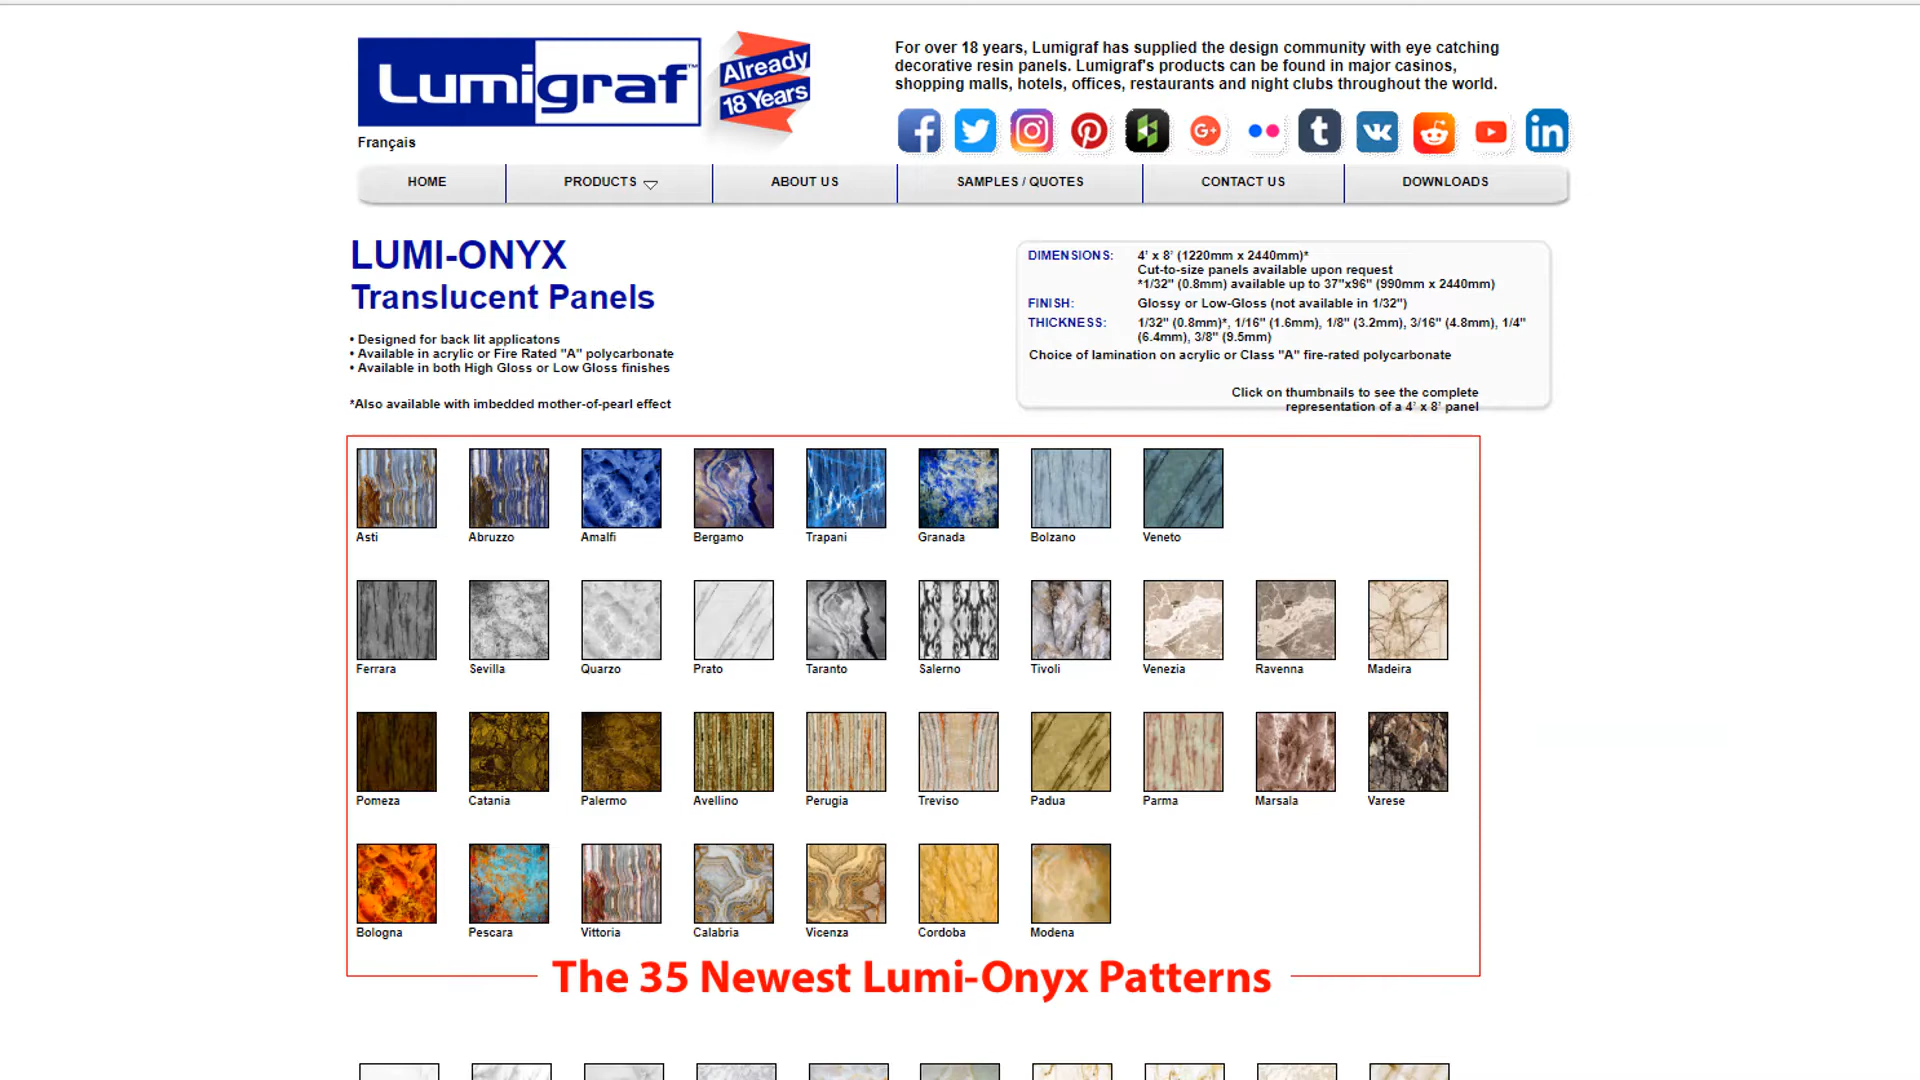 Lumigraf™
Already
18 Years
For over 18 years, Lumigraf has supplied the design community with eye catching
decorative resin panels. Lumigraf's products can be found in major casinos,
shopping malls, hotels, offices, restaurants and night clubs throughout the world.
Français
HOME PRODUCTS ABOUT US SAMPLES / QUOTES CONTACT US DOWNLOADS
LUMI-ONYX
Translucent Panels
• Designed for back lit applicatons
• Available in acrylic or Fire Rated "A" polycarbonate
• Available in both High Gloss or Low Gloss finishes
*Also available with imbedded mother-of-pearl effect
DIMENSIONS: 4' x 8' (1220mm x 2440mm)*
Cut-to-size panels available upon request
*1/32" (0.8mm) available up to 37"x96" (990mm x 2440mm)
FINISH: Glossy or Low-Gloss (not available in 1/32")
THICKNESS: 1/32" (0.8mm)*, 1/16" (1.6mm), 1/8" (3.2mm), 3/16" (4.8mm), 1/4"
(6.4mm), 3/8" (9.5mm)
Choice of lamination on acrylic or Class "A" fire-rated polycarbonate
Click on thumbnails to see the complete
representation of a 4' x 8' panel
Asti Abruzzo Amalfi Bergamo Trapani Granada Bolzano Veneto
Ferrara Sevilla Quarzo Prato Taranto Salerno Tivoli Venezia Ravenna Madeira
Pomeza Catania Palermo Avellino Perugia Treviso Padua Parma Marsala Varese
Bologna Pescara Vittoria Calabria Vicenza Cordoba Modena
The 35 Newest Lumi-Onyx Patterns